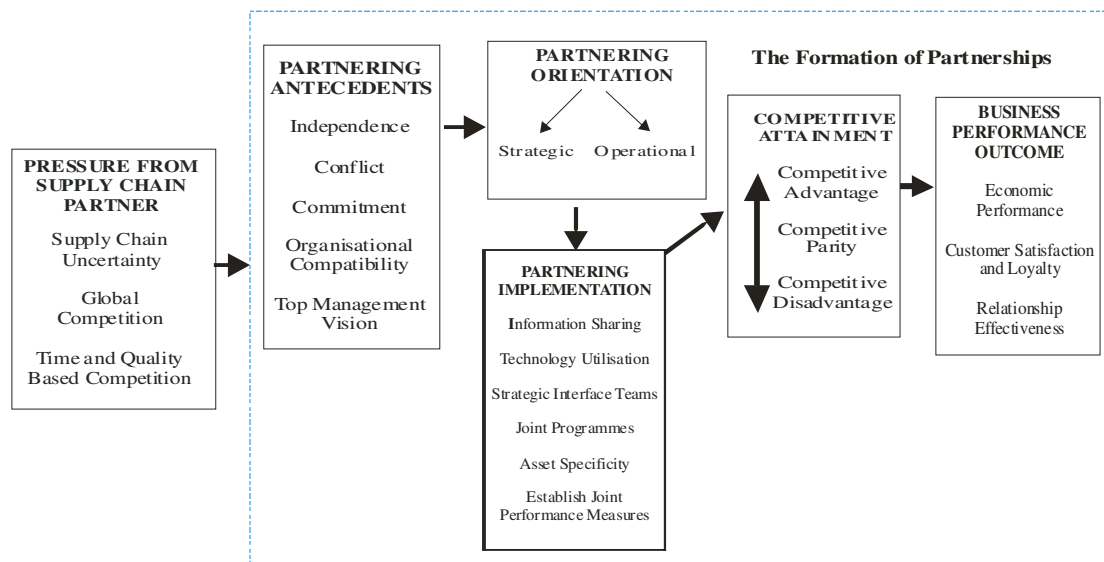 PRESSURE FROM
SUPPLY CHAIN
PARTNER
Supply Chain
Uncertainty
Global
Competition
Time and Quality
Based Competition
PARTNERING
ANTECEDENTS
Independence
Conflict
Commitment
Organisational
Compatibility
Top Management
Vision
PARTNERING
ORIENTATION
Strategic Operational
PARTNERING
IMPLEMENTATION
Information Sharing
Technology Utilisation
Strategic Interface Teams
Joint Programmes
Asset Specificity
Establish Joint
Performance Measures
The Formation of Partnerships
COMPETITIVE
ATTAINMENT
Competitive
Advantage
Competitive
Parity
Competitive
Disadvantage
BUSINESS
PERFORMANCE
OUTCOME
Economic
Performance
Customer Satisfaction
and Loyalty
Relationship
Effectiveness